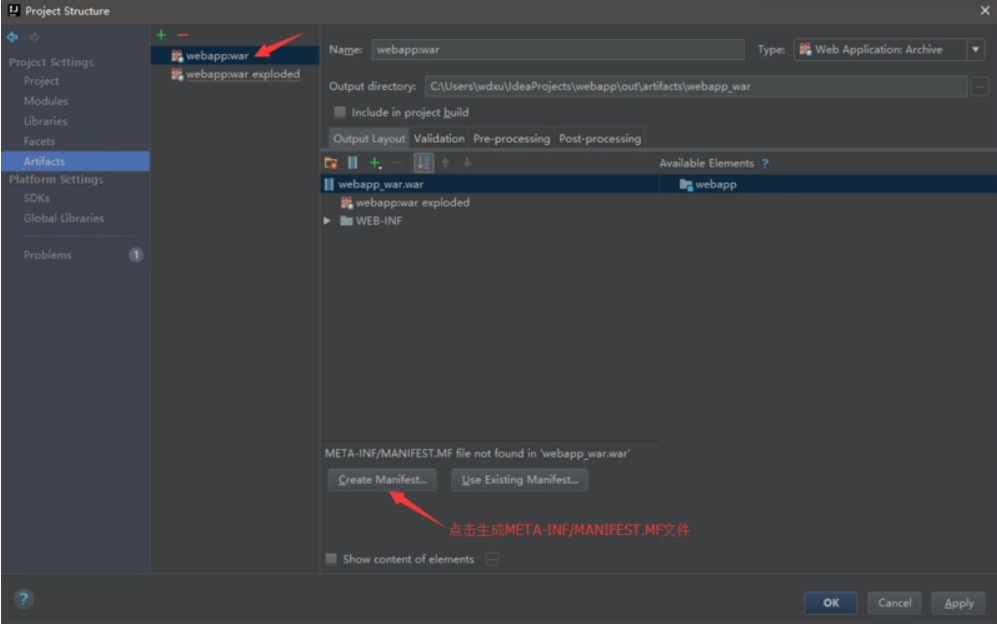 Project Structure
Project Settings
Project
Modules
Libraries
Facets
Artifacts
Platform Settings
SDKs
Global Libraries
Problems 1
webapp:war
webapp:war exploded
Name: webapp:war Type: Web Application: Archive
Output directory: C:\Users\wdxu\IdeaProjects\webapp\out\artifacts\webapp_war
Include in project build
Output Layout Validation Pre-processing Post-processing
Available Elements ?
webapp_war.war
webapp:war exploded
WEB-INF
webapp
META-INF/MANIFEST.MF file not found in 'webapp_war.war'
Create Manifest... Use Existing Manifest...
点击生成META-INF/MANIFEST.MF文件
Show content of elements ...
? OK Cancel Apply